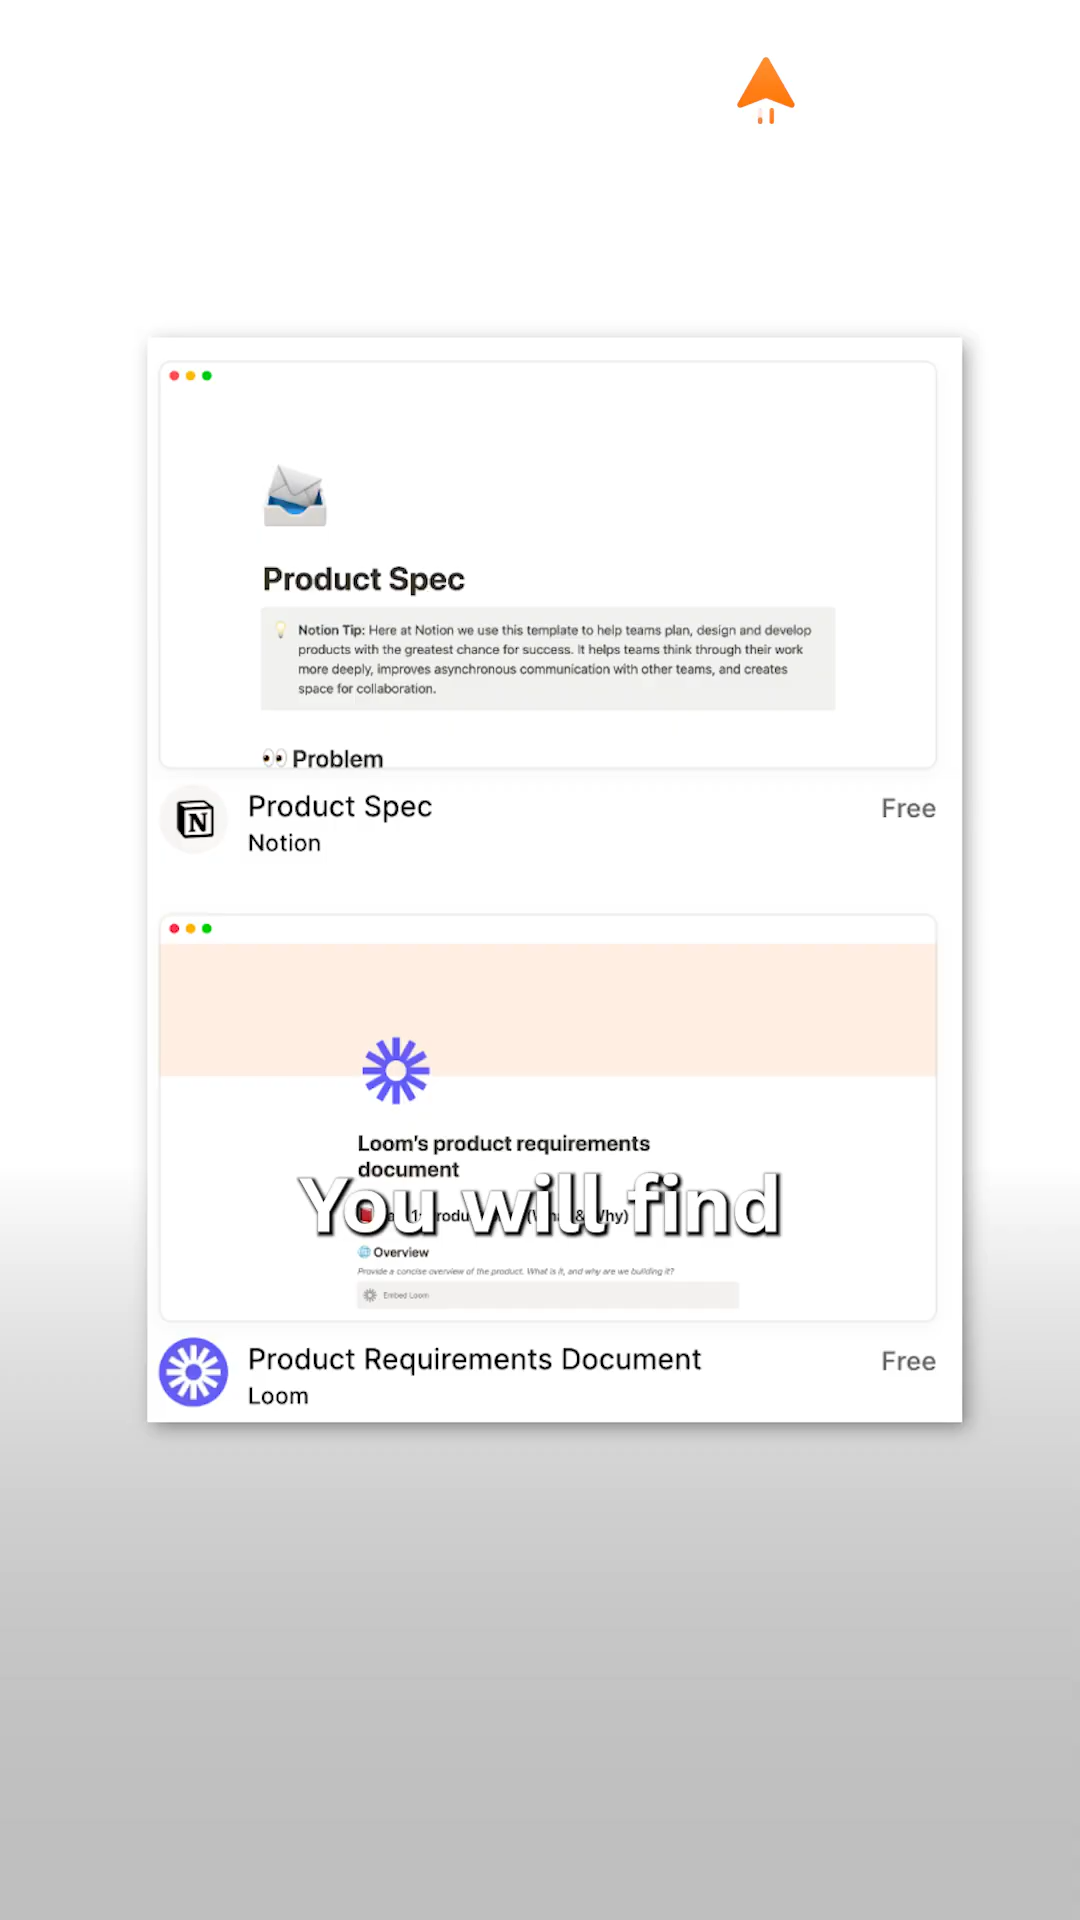 Product Spec
Notion Tip: Here at Notion we use this template to help teams plan, design and develop
products with the greatest chance for success. It helps teams think through their work
more deeply, improves asynchronous communication with other teams, and creates
space for collaboration.
👀 Problem
N
Product Spec
Free
Notion
Loom's product requirements
document
You will find
Overview
Provide a concise overview of the product. What is it, and why are we building it?
Embed Loom
Product Requirements Document
Free
Loom